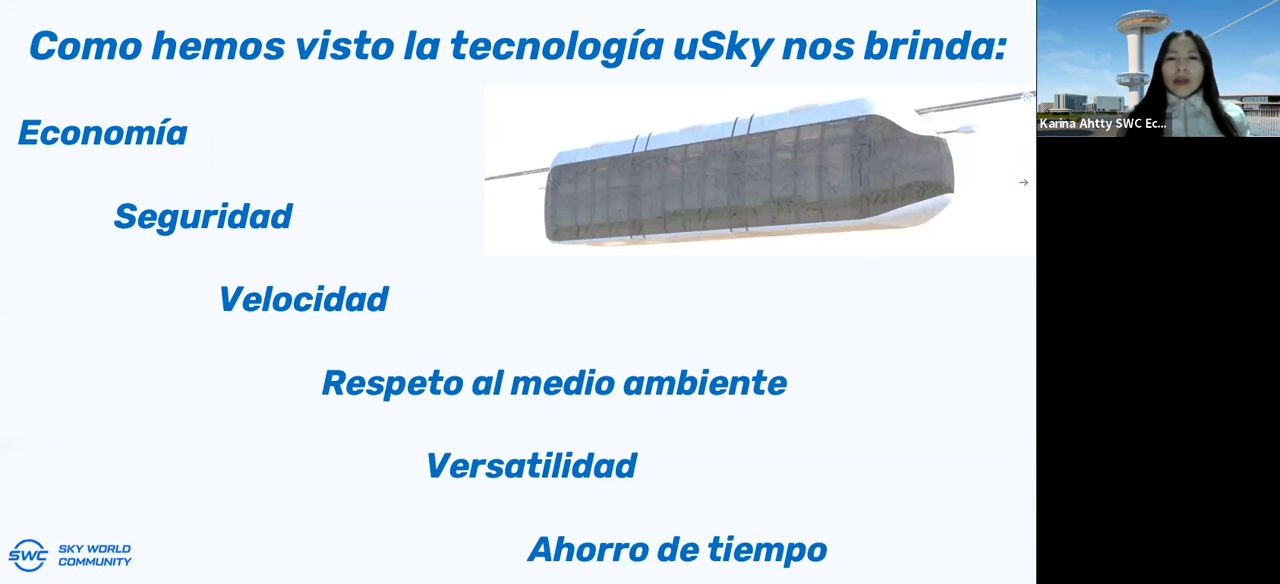 Como hemos visto la tecnología uSky nos brinda:
Economía
Seguridad
Velocidad
Respeto al medio ambiente
Versatilidad
Ahorro de tiempo
SWC SKY WORLD
COMMUNITY
Karina Ahtty SWC Ec...